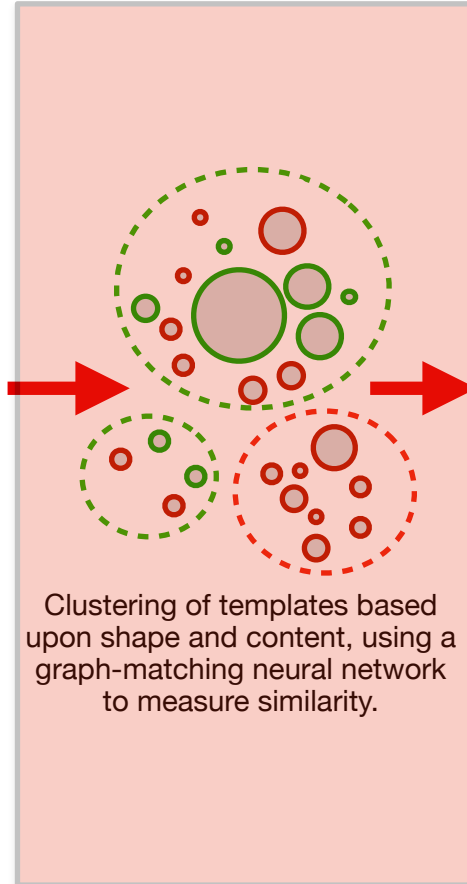 Clustering of templates based
upon shape and content, using a
graph-matching neural network
to measure similarity.